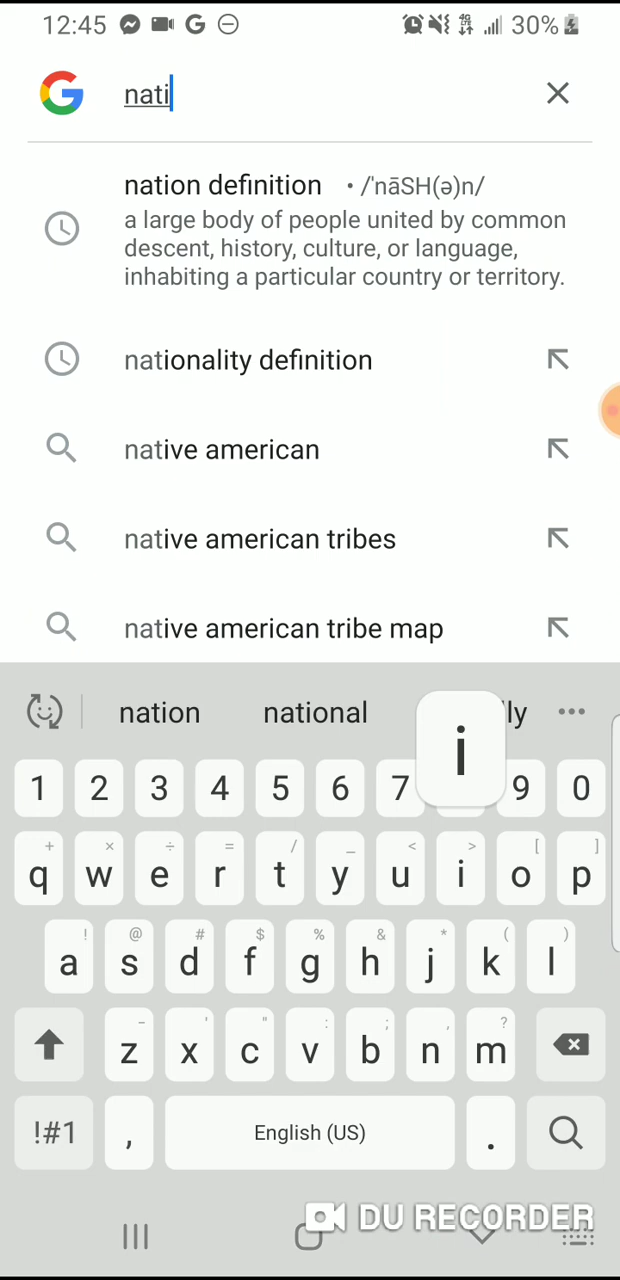 12:45 30%
nati
nation definition • /ˈnāSH(ə)n/
a large body of people united by common
descent, history, culture, or language,
inhabiting a particular country or territory.
nationality definition
native american
native american tribes
native american tribe map
nation national lly
i
1 2 3 4 5 6 7 9 0
+ × ÷ = / _ < > [ ]
q w e r t y u i o p
! @ # $ % & * ( )
a s d f g h j k l
- ' " : ; , ?
z x c v b n m
!#1 , English (US) .
DU RECORDER